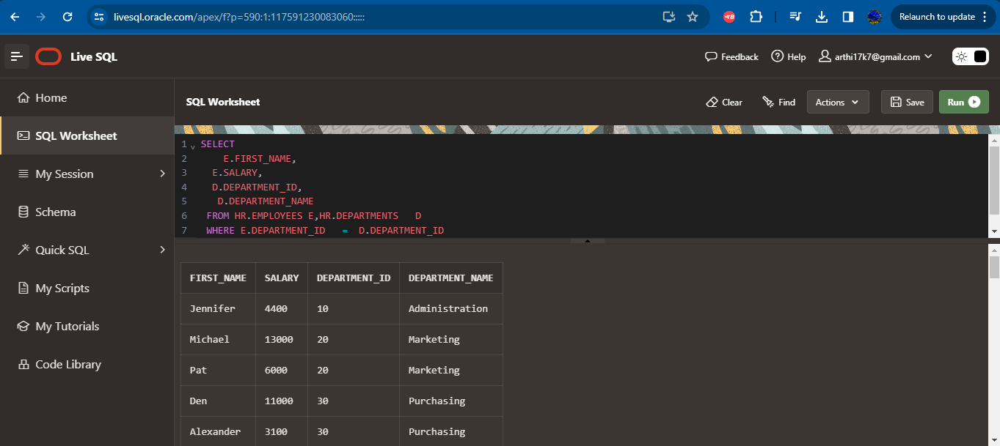 livesql.oracle.com/apex/f?p=590:1:117591230083060:::::
Relaunch to update
Live SQL
Feedback
Help
arthi17k7@gmail.com
Home
SQL Worksheet
My Session
Schema
Quick SQL
My Scripts
My Tutorials
Code Library
SQL Worksheet
Clear
Find
Actions
Save
Run
1 SELECT
2 E.FIRST_NAME,
3 E.SALARY,
4 D.DEPARTMENT_ID,
5 D.DEPARTMENT_NAME
6 FROM HR.EMPLOYEES E,HR.DEPARTMENTS D
7 WHERE E.DEPARTMENT_ID = D.DEPARTMENT_ID
FIRST_NAME SALARY DEPARTMENT_ID DEPARTMENT_NAME
Jennifer 4400 10 Administration
Michael 13000 20 Marketing
Pat 6000 20 Marketing
Den 11000 30 Purchasing
Alexander 3100 30 Purchasing